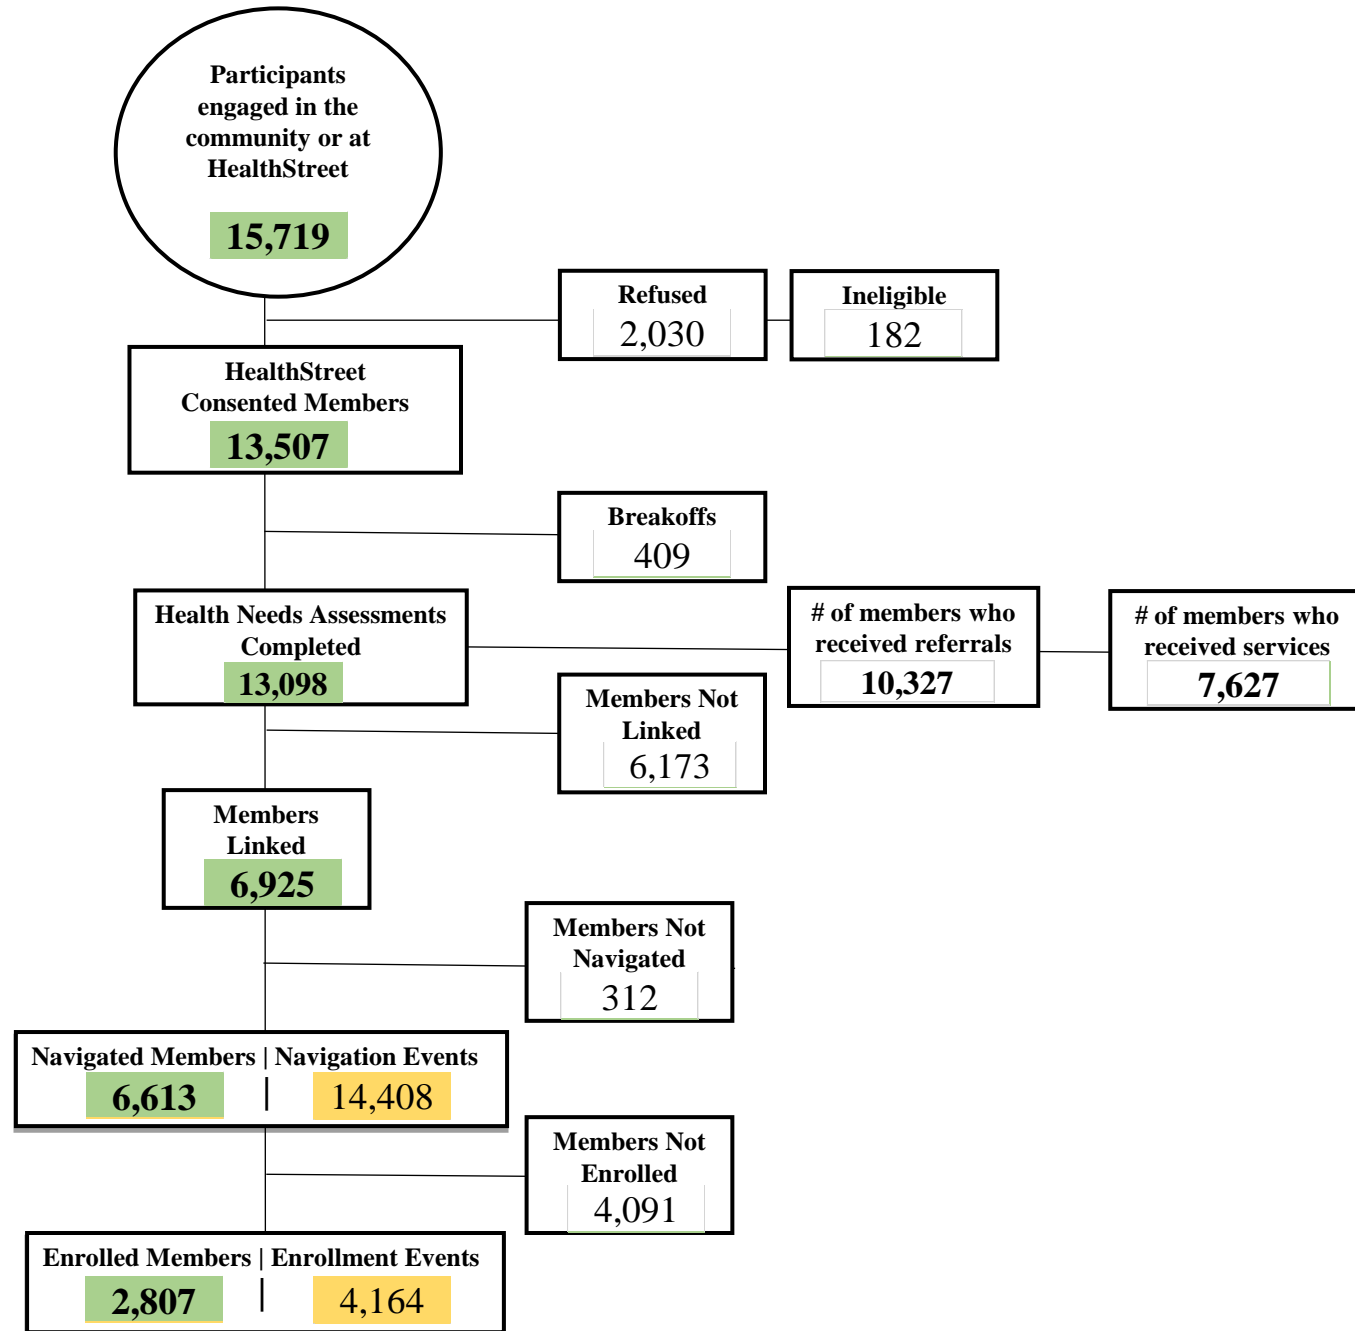 Participants
engaged in the
community or at
HealthStreet
15,719
Refused
2,030
Ineligible
182
HealthStreet
Consented Members
13,507
Breakoffs
409
Health Needs Assessments
Completed
13,098
# of members who
received referrals
10,327
# of members who
received services
7,627
Members Not
Linked
6,173
Members
Linked
6,925
Members Not
Navigated
312
Navigated Members | Navigation Events
6,613 | 14,408
Members Not
Enrolled
4,091
Enrolled Members | Enrollment Events
2,807 | 4,164